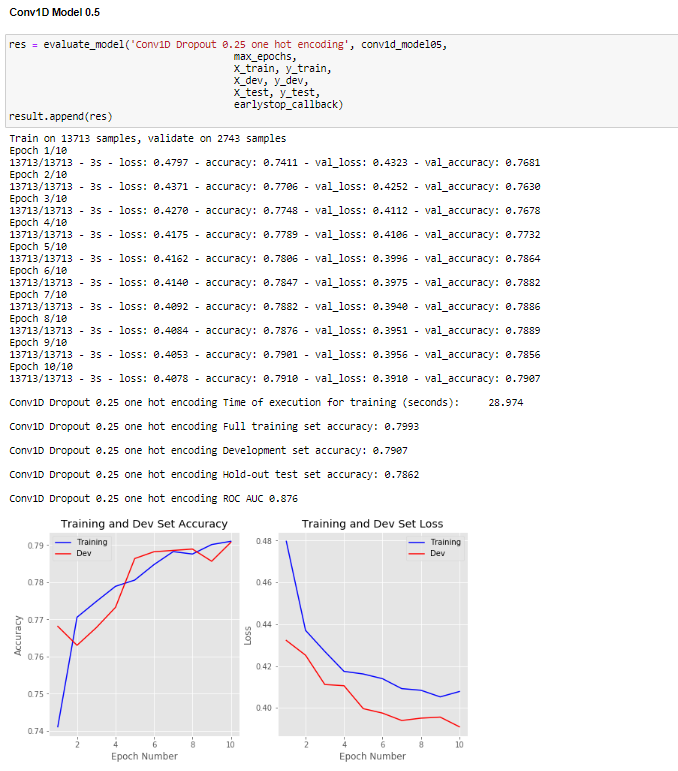 Conv1D Model 0.5
res = evaluate_model('Conv1D Dropout 0.25 one hot encoding', conv1d_model05,
max_epochs,
X_train, y_train,
X_dev, y_dev,
X_test, y_test,
earlystop_callback)
result.append(res)
Train on 13713 samples, validate on 2743 samples
Epoch 1/10
13713/13713 - 3s - loss: 0.4797 - accuracy: 0.7411 - val_loss: 0.4323 - val_accuracy: 0.7681
Epoch 2/10
13713/13713 - 3s - loss: 0.4371 - accuracy: 0.7706 - val_loss: 0.4252 - val_accuracy: 0.7630
Epoch 3/10
13713/13713 - 3s - loss: 0.4270 - accuracy: 0.7748 - val_loss: 0.4112 - val_accuracy: 0.7678
Epoch 4/10
13713/13713 - 3s - loss: 0.4175 - accuracy: 0.7789 - val_loss: 0.4106 - val_accuracy: 0.7732
Epoch 5/10
13713/13713 - 3s - loss: 0.4162 - accuracy: 0.7806 - val_loss: 0.3996 - val_accuracy: 0.7864
Epoch 6/10
13713/13713 - 3s - loss: 0.4140 - accuracy: 0.7847 - val_loss: 0.3975 - val_accuracy: 0.7882
Epoch 7/10
13713/13713 - 3s - loss: 0.4092 - accuracy: 0.7882 - val_loss: 0.3940 - val_accuracy: 0.7886
Epoch 8/10
13713/13713 - 3s - loss: 0.4084 - accuracy: 0.7876 - val_loss: 0.3951 - val_accuracy: 0.7889
Epoch 9/10
13713/13713 - 3s - loss: 0.4053 - accuracy: 0.7901 - val_loss: 0.3956 - val_accuracy: 0.7856
Epoch 10/10
13713/13713 - 3s - loss: 0.4078 - accuracy: 0.7910 - val_loss: 0.3910 - val_accuracy: 0.7907
Conv1D Dropout 0.25 one hot encoding Time of execution for training (seconds): 28.974
Conv1D Dropout 0.25 one hot encoding Full training set accuracy: 0.7993
Conv1D Dropout 0.25 one hot encoding Development set accuracy: 0.7907
Conv1D Dropout 0.25 one hot encoding Hold-out test set accuracy: 0.7862
Conv1D Dropout 0.25 one hot encoding ROC AUC 0.876
Training and Dev Set Accuracy
Training
Dev
0.79
0.78
0.77
0.76
0.75
0.74
Accuracy
2 4 6 8 10
Epoch Number
Training and Dev Set Loss
Training
Dev
0.48
0.46
0.44
0.42
0.40
Loss
2 4 6 8 10
Epoch Number